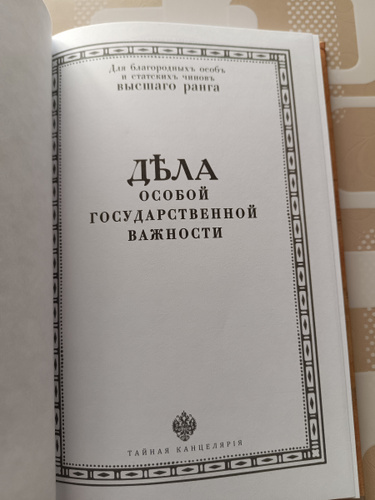 Для благородныхъ особъ
и статскихъ чиновъ
высшаго ранга
ДѢЛА
ОСОБОЙ
ГОСУДАРСТВЕННОЙ
ВАЖНОСТИ
ТАЙНАЯ КАНЦЕЛЯРІЯ